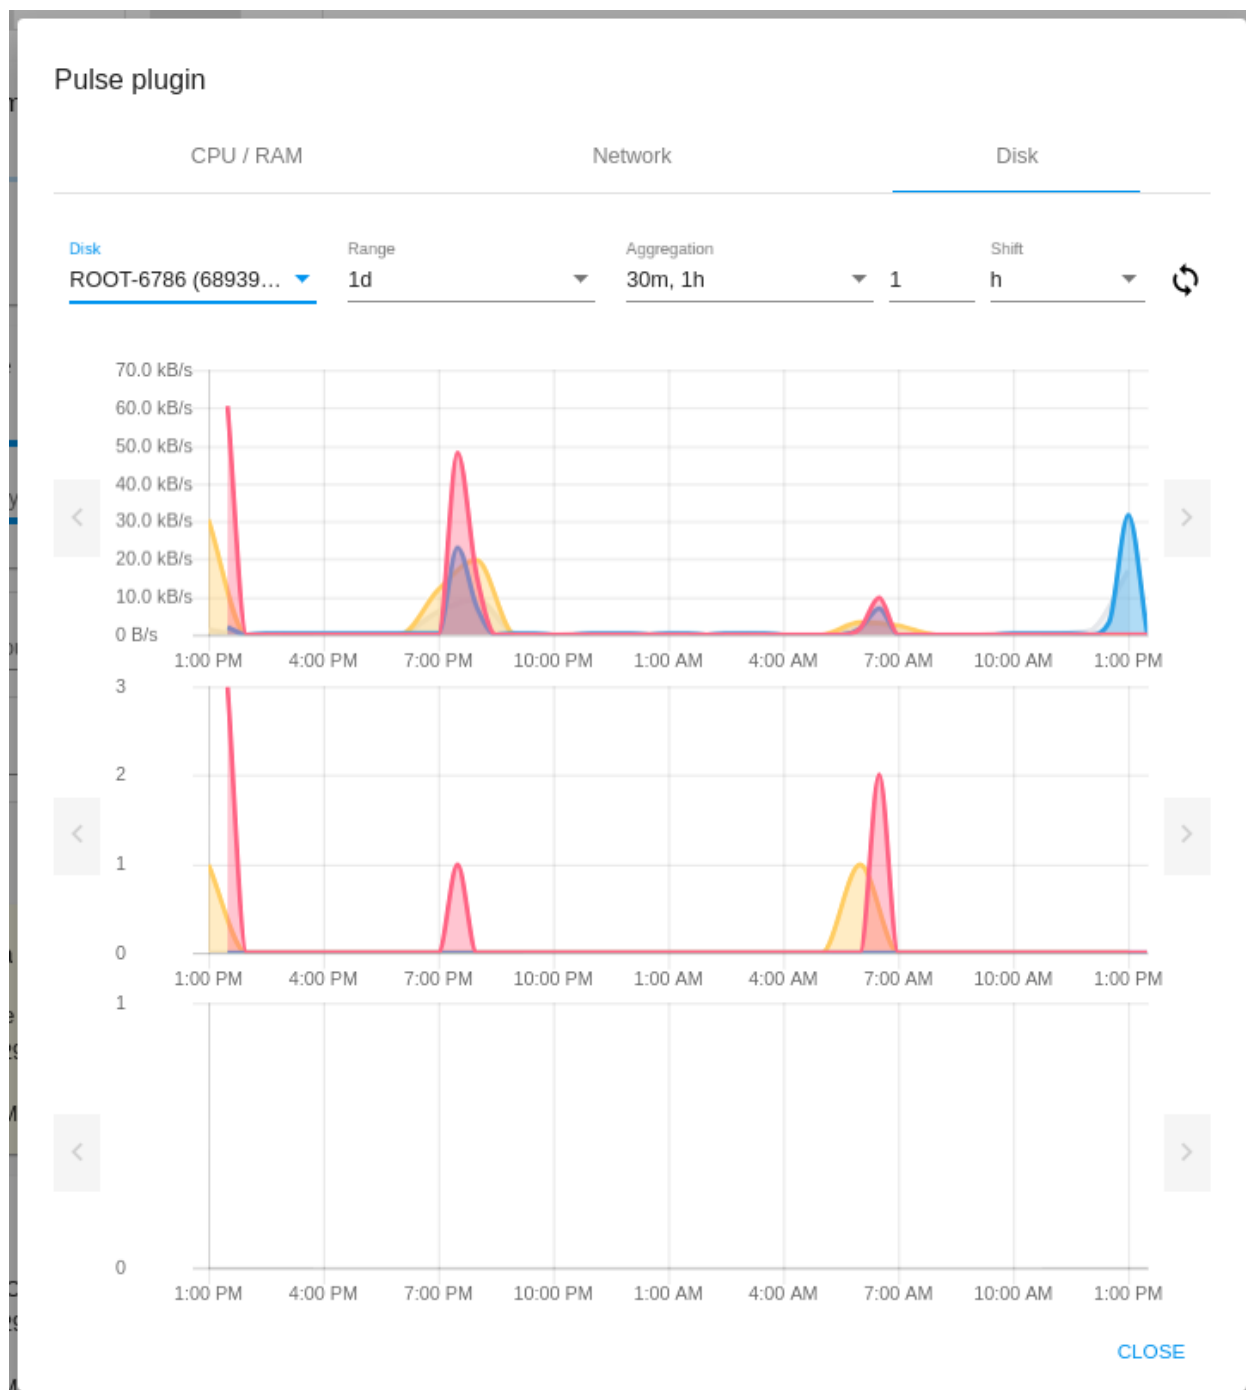 Pulse plugin
CPU / RAM Network Disk
Disk Range Aggregation Shift
ROOT-6786 (68939... 1d 30m, 1h 1 h
70.0 kB/s
60.0 kB/s
50.0 kB/s
40.0 kB/s
30.0 kB/s
20.0 kB/s
10.0 kB/s
0 B/s
1:00 PM 4:00 PM 7:00 PM 10:00 PM 1:00 AM 4:00 AM 7:00 AM 10:00 AM 1:00 PM
3
2
1
0
1:00 PM 4:00 PM 7:00 PM 10:00 PM 1:00 AM 4:00 AM 7:00 AM 10:00 AM 1:00 PM
1
0
1:00 PM 4:00 PM 7:00 PM 10:00 PM 1:00 AM 4:00 AM 7:00 AM 10:00 AM 1:00 PM
CLOSE